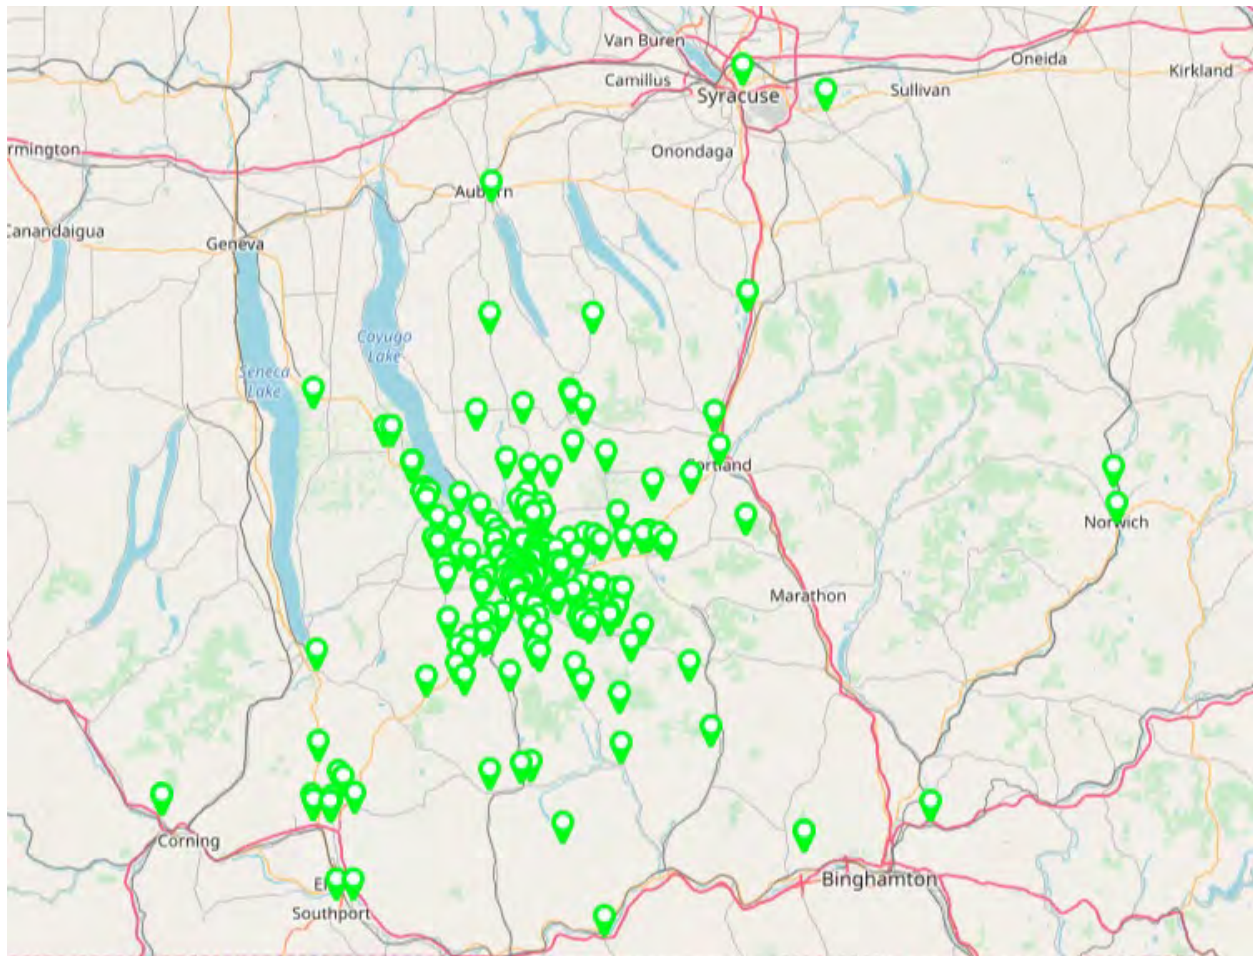 Van Buren
Oneida
Camillus
Kirkland
Syracuse
Sullivan
rmington
Onondaga
Canandaigua
Geneva
Cayuga
Lake
Seneca
Lake
Norwich
Marathon
Corning
Binghamton
Southport